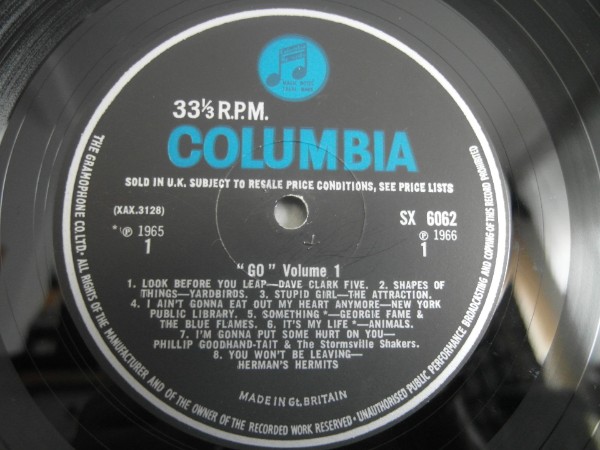 33⅓ R.P.M.
COLUMBIA
SOLD IN U.K. SUBJECT TO RESALE PRICE CONDITIONS, SEE PRICE LISTS
(XAX.3128)
SX 6062
* ℗ 1965
℗ 1966
1
1
"GO" Volume 1
1. LOOK BEFORE YOU LEAP—DAVE CLARK FIVE. 2. SHAPES OF
THINGS—YARDBIRDS. 3. STUPID GIRL—THE ATTRACTION.
4. I AIN'T GONNA EAT OUT MY HEART ANYMORE—NEW YORK
PUBLIC LIBRARY. 5. SOMETHING*—GEORGIE FAME &
THE BLUE FLAMES. 6. IT'S MY LIFE*—ANIMALS.
7. I'M GONNA PUT SOME HURT ON YOU—
PHILLIP GOODHAND-TAIT & The Stormsville Shakers.
8. YOU WON'T BE LEAVING—
HERMAN'S HERMITS
MADE IN Gt. BRITAIN
THE GRAMOPHONE CO. LTD. • ALL RIGHTS OF THE MANUFACTURER AND OF THE OWNER OF THE RECORDED WORK RESERVED • UNAUTHORISED PUBLIC PERFORMANCE BROADCASTING AND COPYING OF THIS RECORD PROHIBITED